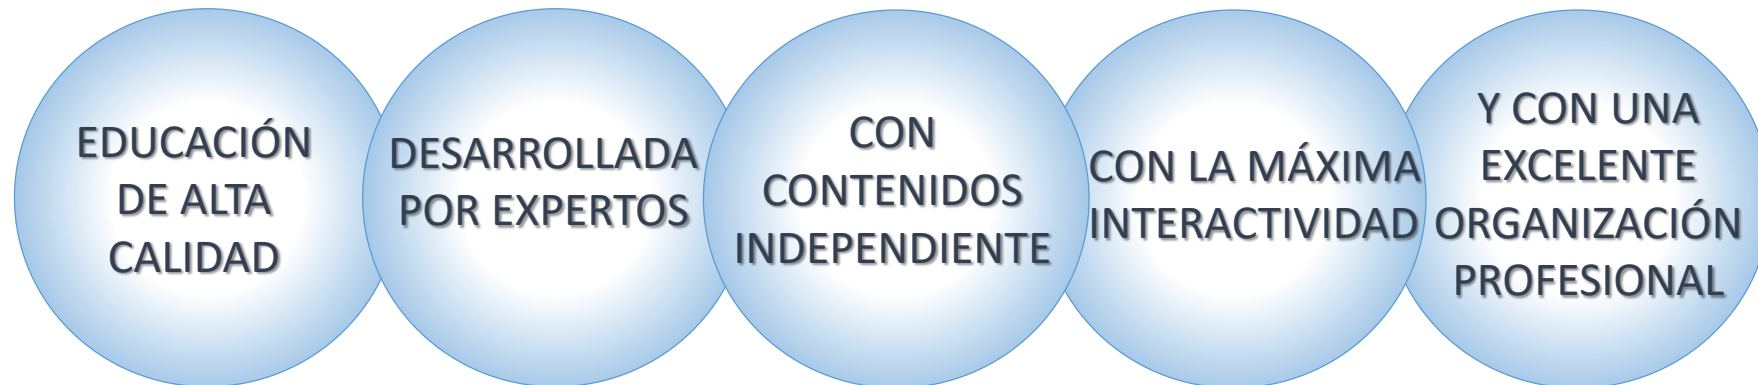 EDUCACIÓN
DE ALTA
CALIDAD
DESARROLLADA
POR EXPERTOS
CON
CONTENIDOS
INDEPENDIENTE
CON LA MÁXIMA
INTERACTIVIDAD
Y CON UNA
EXCELENTE
ORGANIZACIÓN
PROFESIONAL